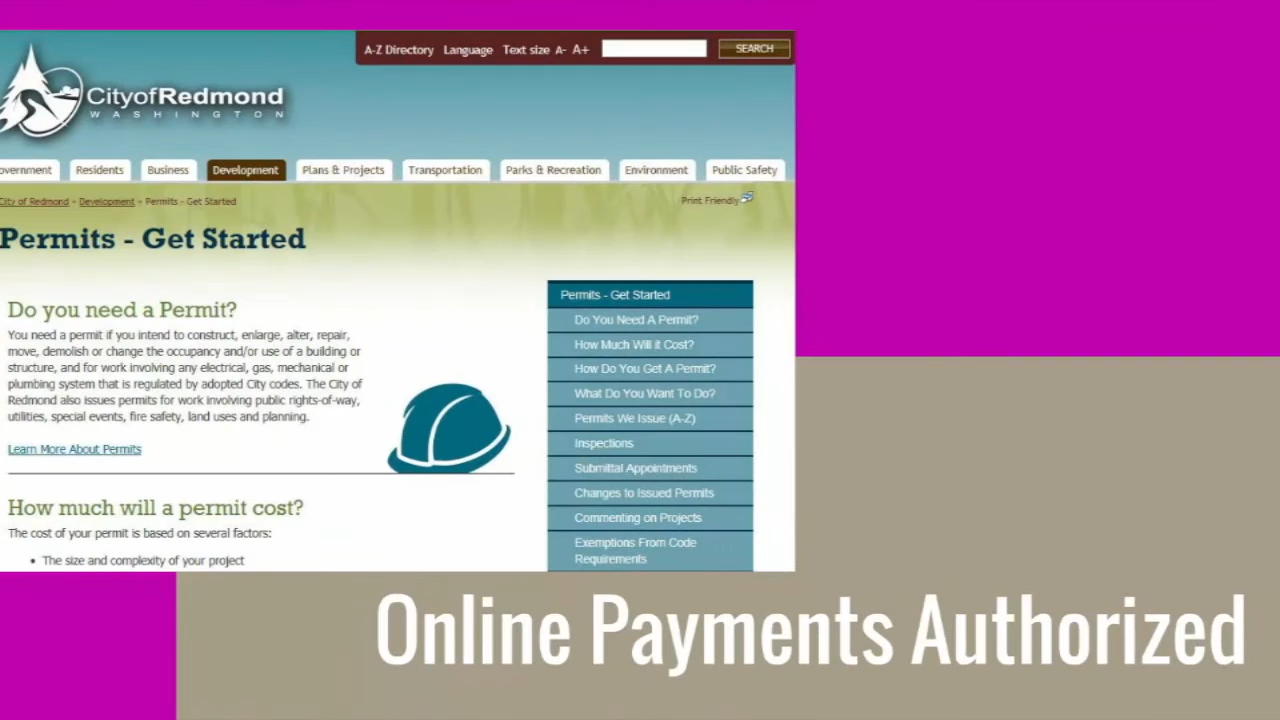 A-Z Directory Language Text size A- A+ SEARCH
CityofRedmond
WASHINGTON
overnment Residents Business Development Plans & Projects Transportation Parks & Recreation Environment Public Safety
City of Redmond » Development » Permits - Get Started
Print Friendly
Permits - Get Started
Do you need a Permit?
You need a permit if you intend to construct, enlarge, alter, repair,
move, demolish or change the occupancy and/or use of a building or
structure, and for work involving any electrical, gas, mechanical or
plumbing system that is regulated by adopted City codes. The City of
Redmond also issues permits for work involving public rights-of-way,
utilities, special events, fire safety, land uses and planning.
Learn More About Permits
How much will a permit cost?
The cost of your permit is based on several factors:
• The size and complexity of your project
Permits - Get Started
Do You Need A Permit?
How Much Will it Cost?
How Do You Get A Permit?
What Do You Want To Do?
Permits We Issue (A-Z)
Inspections
Submittal Appointments
Changes to Issued Permits
Commenting on Projects
Exemptions From Code
Requirements
Online Payments Authorized